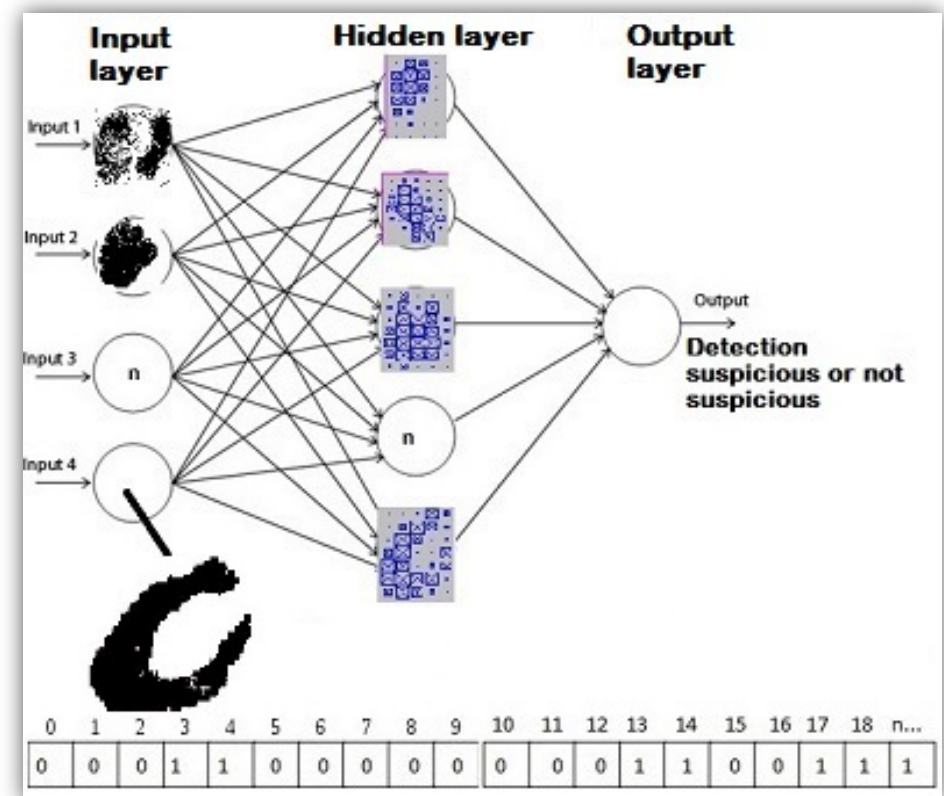 Input
layer
Hidden layer
Output
layer
Input 1
Input 2
Input 3
n
Input 4
n
Output
Detection
suspicious or not
suspicious
0 1 2 3 4 5 6 7 8 9 10 11 12 13 14 15 16 17 18 n...
0 0 0 1 1 0 0 0 0 0 0 0 0 1 1 0 0 1 1 1